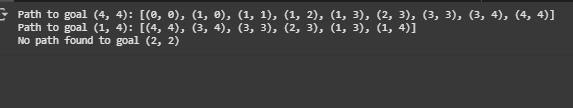 Path to goal (4, 4): [(0, 0), (1, 0), (1, 1), (1, 2), (1, 3), (2, 3), (3, 3), (3, 4), (4, 4)]
Path to goal (1, 4): [(4, 4), (3, 4), (3, 3), (2, 3), (1, 3), (1, 4)]
No path found to goal (2, 2)